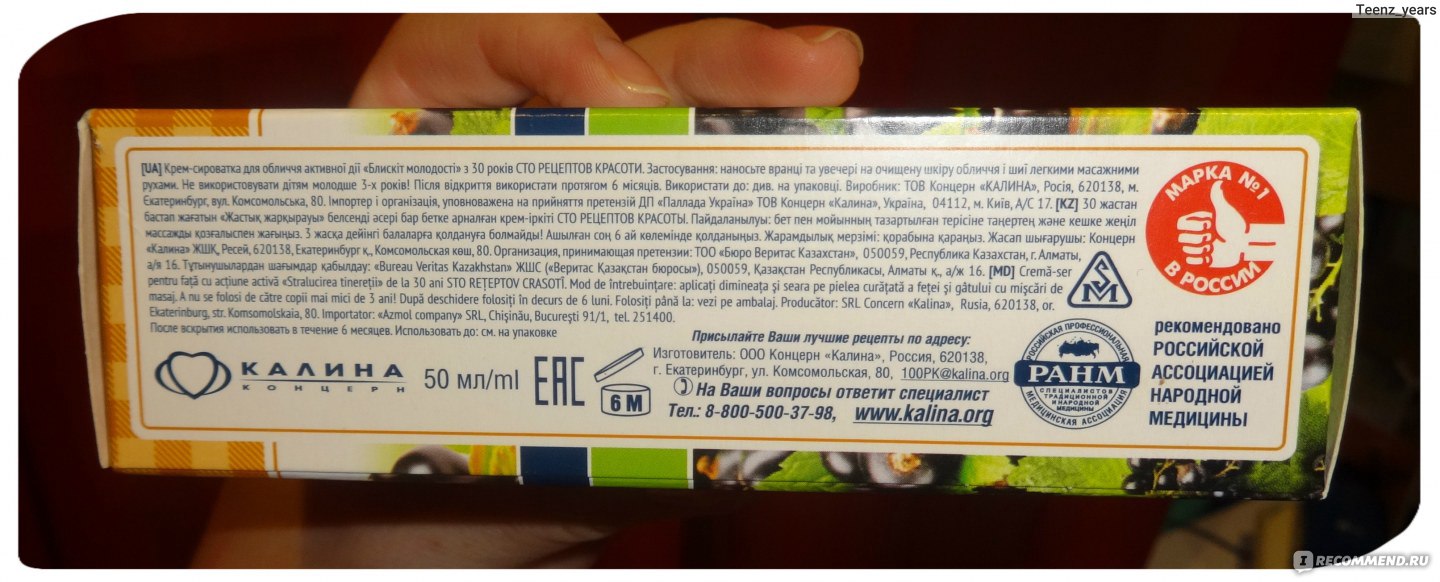 Teenz_years
[UA] Крем-сироватка для обличчя активної дії «Блискіт молодості» з 30 років СТО РЕЦЕПТОВ КРАСОТИ. Застосування: наносьте вранці та увечері на очищену шкіру обличчя і шиї легкими масажними
рухами. Не використовувати дітям молодше 3-х років! Після відкриття використати протягом 6 місяців. Використати до: див. на упаковці. Виробник: ТОВ Концерн «КАЛИНА», Росія, 620138, м.
Єкатеринбург, вул. Комсомольська, 80. Імпортер і організація, уповноважена на прийняття претензій ДП «Паллада Україна» ТОВ Концерн «Калина», Україна, 04112, м. Київ, А/С 17. [KZ] 30 жастан
бастап жағатын «Жастық жарқырауы» белсенді асері бар бетке арналған крем-іркіті СТО РЕЦЕПТОВ КРАСОТЫ. Пайдаланылуы: бет пен мойынның тазартылған терісіне таңертең және кешке жеңіл
массажды қозғалыспен жағыңыз. 3 жасқа дейінгі балаларға қолдануға болмайды! Ашылған соң 6 ай көлемінде қолданыңыз. Жарамдылық мерзімі: қорабына қараңыз. Жасап шығарушы: Концерн
«Калина» ЖШҚ, Ресей, 620138, Екатеринбург қ., Комсомольская көш, 80. Организация, принимающая претензии: ТОО «Бюро Веритас Казахстан», 050059, Республика Казахстан, г. Алматы,
а/я 16. Тұтынушылардан шағымдар қабылдау: «Bureau Veritas Kazakhstan» ЖШС («Веритас Қазақстан бюросы»), 050059, Қазақстан Республикасы, Алматы қ., а/ж 16. [MD] Cremă-ser
pentru față cu acțiune activă «Stralucirea tinereții» de la 30 ani STO REȚEPTOV CRASOTÎ. Mod de întrebuințare: aplicați dimineața și seara pe pielea curățată a feței și gâtului cu mișcări de
masaj. A nu se folosi de către copii mai mici de 3 ani! După deschidere folosiți în decurs de 6 luni. Folosiți până la: vezi pe ambalaj. Producător: SRL Concern «Kalina», Rusia, 620138, or.
Ekaterinburg, str. Komsomolskaia, 80. Importator: «Azmol company» SRL, Chișinău, București 91/1, tel. 251400.
После вскрытия использовать в течение 6 месяцев. Использовать до: см. на упаковке
КАЛИНА
КОНЦЕРН
50 мл/ml
EAC
6 M
Присылайте Ваши лучшие рецепты по адресу:
Изготовитель: ООО Концерн «Калина», Россия, 620138,
г. Екатеринбург, ул. Комсомольская, 80, 100PK@kalina.org
На Ваши вопросы ответит специалист
Тел.: 8-800-500-37-98, www.kalina.org
МАРКА №1
В РОССИИ
РОССИЙСКАЯ ПРОФЕССИОНАЛЬНАЯ
РАНМ
СПЕЦИАЛИСТОВ
ТРАДИЦИОННОЙ
И НАРОДНОЙ
МЕДИЦИНЫ
МЕДИЦИНСКАЯ АССОЦИАЦИЯ
рекомендовано
РОССИЙСКОЙ
АССОЦИАЦИЕЙ
НАРОДНОЙ
МЕДИЦИНЫ
IRECOMMEND.RU